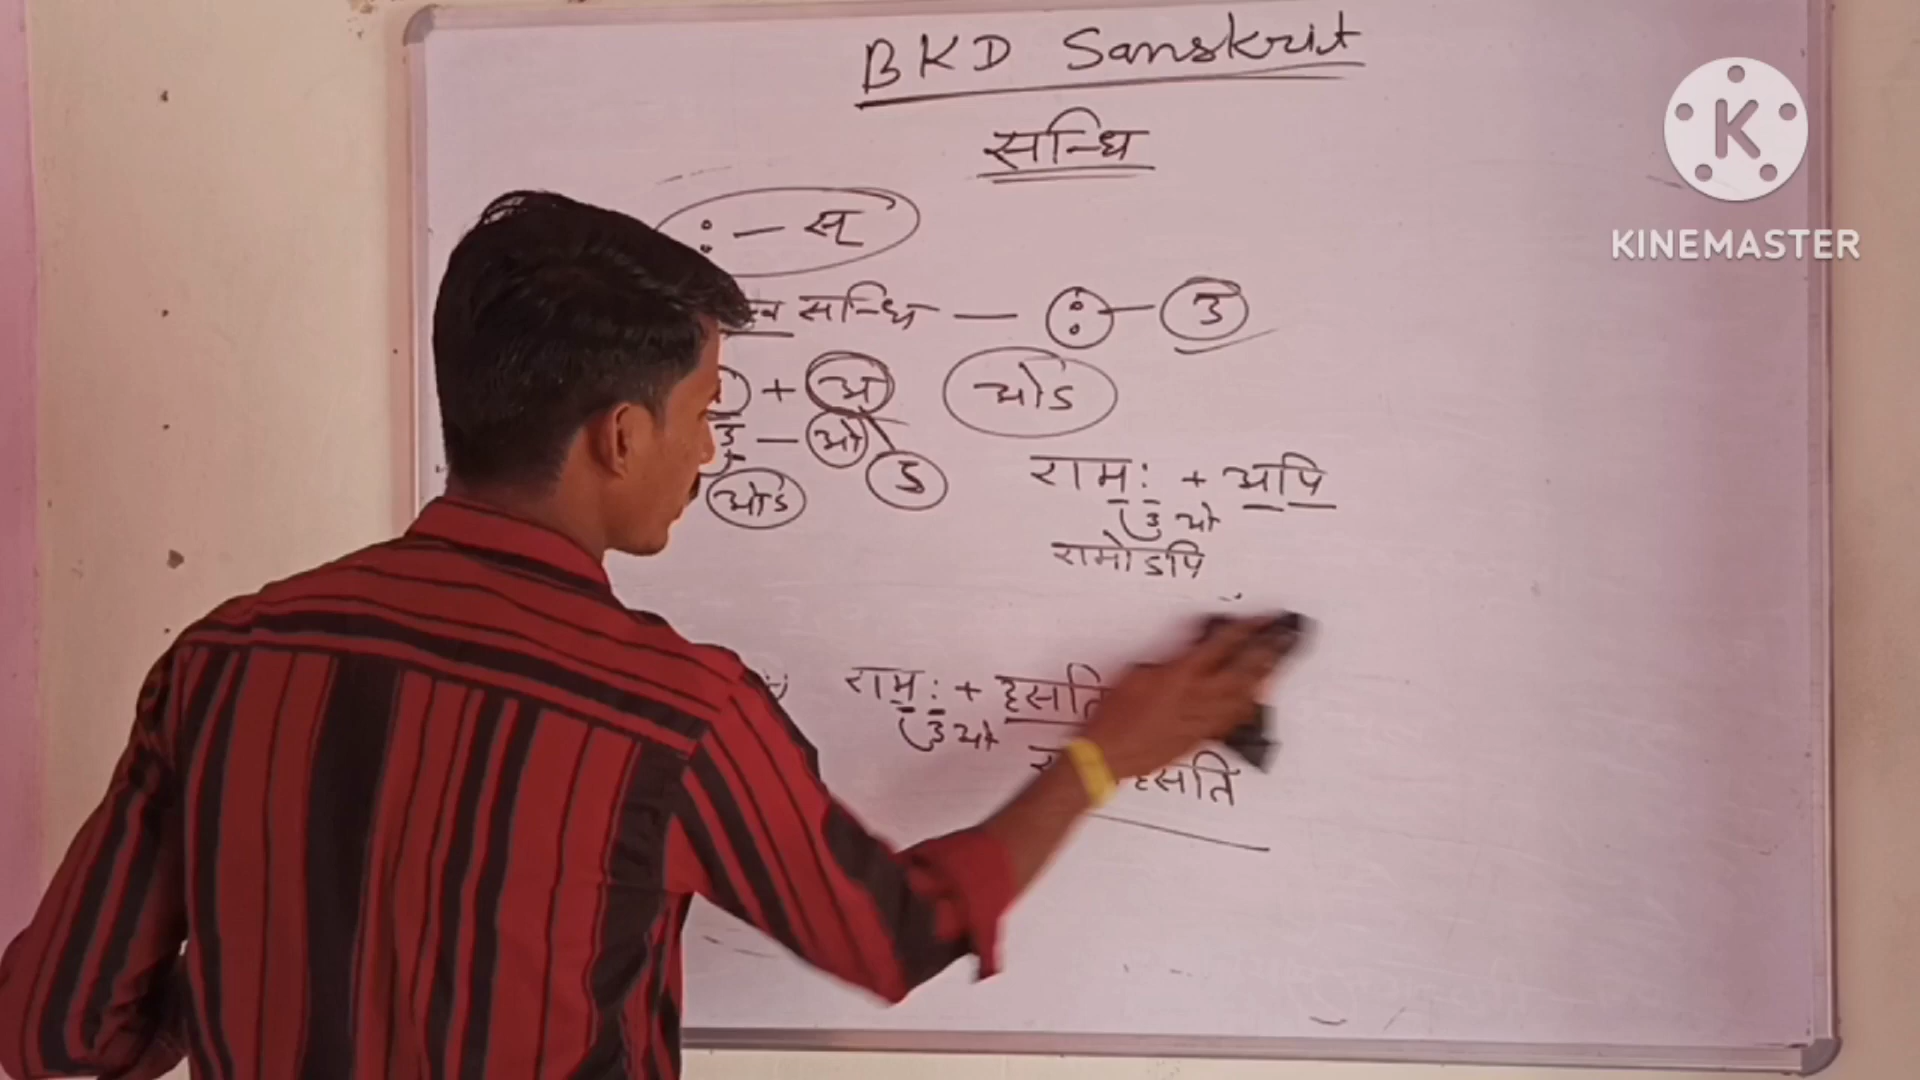 BKD Sanskrit
सन्धि
K
KINEMASTER
: – स्
सन्धि – : – उ
+ अ ओऽ
उ – ओ ऽ
ओऽ
रामः + अपि
उ ओ
रामोऽपि
रामः + हसति
उ ओ
हसति